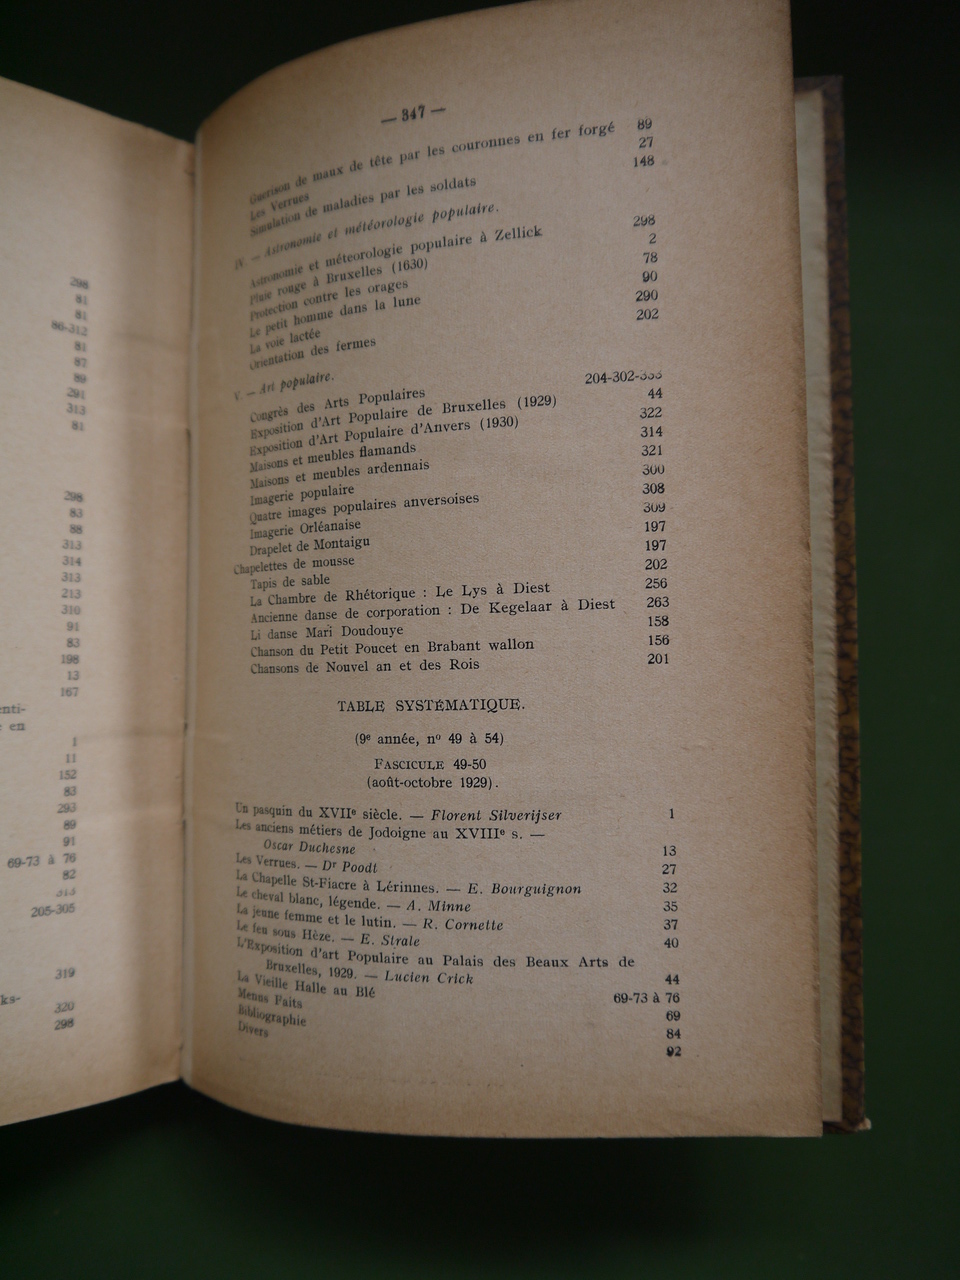 298
81
81
86-312
81
87
89
291
313
81
298
83
88
313
314
313
213
310
91
83
198
13
167
enti-
en
1
11
152
83
293
89
91
69-73 à 76
82
313
205-305
319
ks-
320
298
— 347 —
Guérison de maux de tête par les couronnes en fer forgé 89
Les Verrues 27
Simulation de maladies par les soldats 148
IV. — Astronomie et météorologie populaire.
Astronomie et méteorologie populaire à Zellick 298
Pluie rouge à Bruxelles (1630) 2
Protection contre les orages 78
Le petit homme dans la lune 90
La voie lactée 290
Orientation des fermes 202
V. — Art populaire.
Congrès des Arts Populaires 204-302-333
Exposition d'Art Populaire de Bruxelles (1929) 44
Exposition d'Art Populaire d'Anvers (1930) 322
Maisons et meubles flamands 314
Maisons et meubles ardennais 321
Imagerie populaire 300
Quatre images populaires anversoises 308
Imagerie Orléanaise 309
Drapelet de Montaigu 197
Chapelettes de mousse 197
Tapis de sable 202
La Chambre de Rhétorique : Le Lys à Diest 256
Ancienne danse de corporation : De Kegelaar à Diest 263
Li danse Mari Doudouye 158
Chanson du Petit Poucet en Brabant wallon 156
Chansons de Nouvel an et des Rois 201
TABLE SYSTÉMATIQUE.
(9e année, no 49 à 54)
FASCICULE 49-50
(août-octobre 1929).
Un pasquin du XVIIe siècle. — Florent Silverijser 1
Les anciens métiers de Jodoigne au XVIIIe s. —
Oscar Duchesne 13
Les Verrues. — Dr Poodt 27
La Chapelle St-Fiacre à Lérinnes. — E. Bourguignon 32
Le cheval blanc, légende. — A. Minne 35
La jeune femme et le lutin. — R. Cornette 37
Le feu sous Hèze. — E. Strale 40
L'Exposition d'art Populaire au Palais des Beaux Arts de
Bruxelles, 1929. — Lucien Crick 44
La Vieille Halle au Blé 69-73 à 76
Menus Faits 69
Bibliographie 84
Divers 92